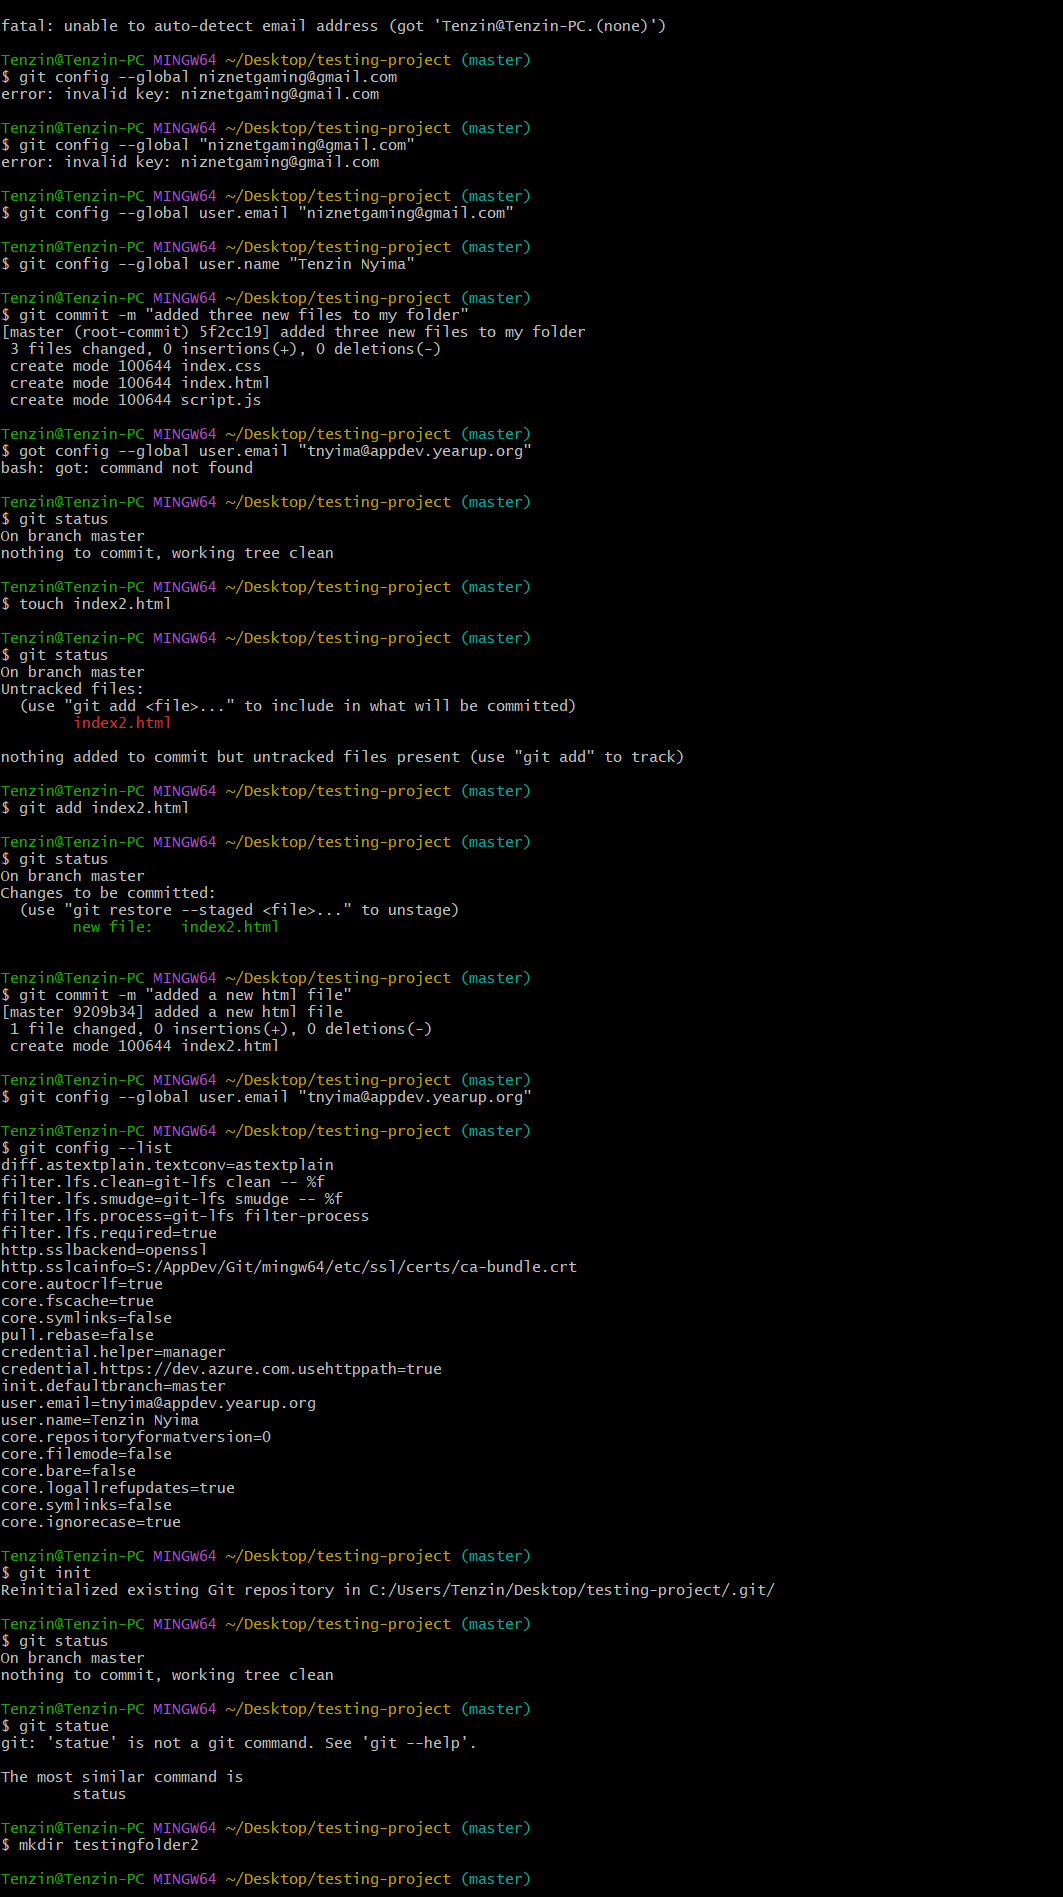 fatal: unable to auto-detect email address (got 'Tenzin@Tenzin-PC.(none)')
Tenzin@Tenzin-PC MINGW64 ~/Desktop/testing-project (master)
$ git config --global niznetgaming@gmail.com
error: invalid key: niznetgaming@gmail.com
Tenzin@Tenzin-PC MINGW64 ~/Desktop/testing-project (master)
$ git config --global "niznetgaming@gmail.com"
error: invalid key: niznetgaming@gmail.com
Tenzin@Tenzin-PC MINGW64 ~/Desktop/testing-project (master)
$ git config --global user.email "niznetgaming@gmail.com"
Tenzin@Tenzin-PC MINGW64 ~/Desktop/testing-project (master)
$ git config --global user.name "Tenzin Nyima"
Tenzin@Tenzin-PC MINGW64 ~/Desktop/testing-project (master)
$ git commit -m "added three new files to my folder"
[master (root-commit) 5f2cc19] added three new files to my folder
 3 files changed, 0 insertions(+), 0 deletions(-)
 create mode 100644 index.css
 create mode 100644 index.html
 create mode 100644 script.js
Tenzin@Tenzin-PC MINGW64 ~/Desktop/testing-project (master)
$ got config --global user.email "tnyima@appdev.yearup.org"
bash: got: command not found
Tenzin@Tenzin-PC MINGW64 ~/Desktop/testing-project (master)
$ git status
On branch master
nothing to commit, working tree clean
Tenzin@Tenzin-PC MINGW64 ~/Desktop/testing-project (master)
$ touch index2.html
Tenzin@Tenzin-PC MINGW64 ~/Desktop/testing-project (master)
$ git status
On branch master
Untracked files:
  (use "git add <file>..." to include in what will be committed)
        index2.html
nothing added to commit but untracked files present (use "git add" to track)
Tenzin@Tenzin-PC MINGW64 ~/Desktop/testing-project (master)
$ git add index2.html
Tenzin@Tenzin-PC MINGW64 ~/Desktop/testing-project (master)
$ git status
On branch master
Changes to be committed:
  (use "git restore --staged <file>..." to unstage)
        new file:   index2.html
Tenzin@Tenzin-PC MINGW64 ~/Desktop/testing-project (master)
$ git commit -m "added a new html file"
[master 9209b34] added a new html file
 1 file changed, 0 insertions(+), 0 deletions(-)
 create mode 100644 index2.html
Tenzin@Tenzin-PC MINGW64 ~/Desktop/testing-project (master)
$ git config --global user.email "tnyima@appdev.yearup.org"
Tenzin@Tenzin-PC MINGW64 ~/Desktop/testing-project (master)
$ git config --list
diff.astextplain.textconv=astextplain
filter.lfs.clean=git-lfs clean -- %f
filter.lfs.smudge=git-lfs smudge -- %f
filter.lfs.process=git-lfs filter-process
filter.lfs.required=true
http.sslbackend=openssl
http.sslcainfo=S:/AppDev/Git/mingw64/etc/ssl/certs/ca-bundle.crt
core.autocrlf=true
core.fscache=true
core.symlinks=false
pull.rebase=false
credential.helper=manager
credential.https://dev.azure.com.usehttppath=true
init.defaultbranch=master
user.email=tnyima@appdev.yearup.org
user.name=Tenzin Nyima
core.repositoryformatversion=0
core.filemode=false
core.bare=false
core.logallrefupdates=true
core.symlinks=false
core.ignorecase=true
Tenzin@Tenzin-PC MINGW64 ~/Desktop/testing-project (master)
$ git init
Reinitialized existing Git repository in C:/Users/Tenzin/Desktop/testing-project/.git/
Tenzin@Tenzin-PC MINGW64 ~/Desktop/testing-project (master)
$ git status
On branch master
nothing to commit, working tree clean
Tenzin@Tenzin-PC MINGW64 ~/Desktop/testing-project (master)
$ git statue
git: 'statue' is not a git command. See 'git --help'.
The most similar command is
        status
Tenzin@Tenzin-PC MINGW64 ~/Desktop/testing-project (master)
$ mkdir testingfolder2
Tenzin@Tenzin-PC MINGW64 ~/Desktop/testing-project (master)